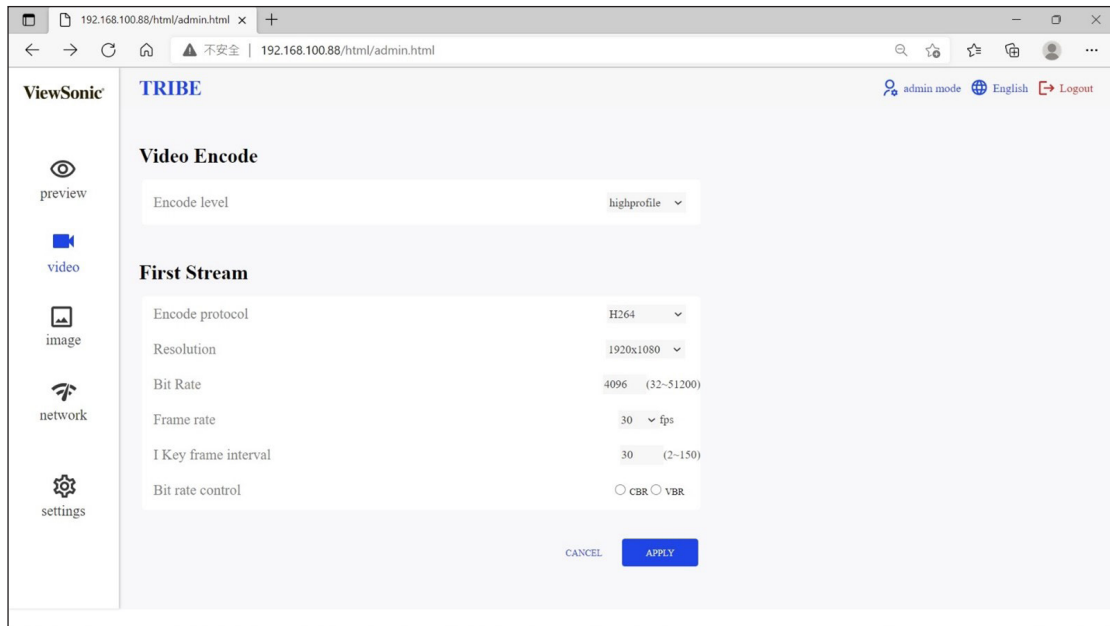 192.168.100.88/html/admin.html
不安全 | 192.168.100.88/html/admin.html
ViewSonic
TRIBE
admin mode
English
Logout
preview
video
image
network
settings
Video Encode
Encode level highprofile
First Stream
Encode protocol H264
Resolution 1920x1080
Bit Rate 4096 (32~51200)
Frame rate 30 fps
I Key frame interval 30 (2~150)
Bit rate control CBR VBR
CANCEL APPLY